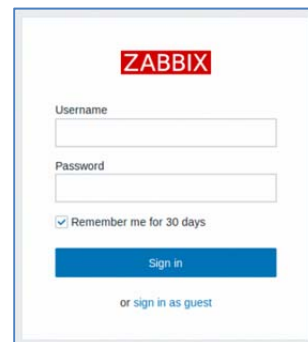 ZABBIX
Username
Password
Remember me for 30 days
Sign in
or sign in as guest